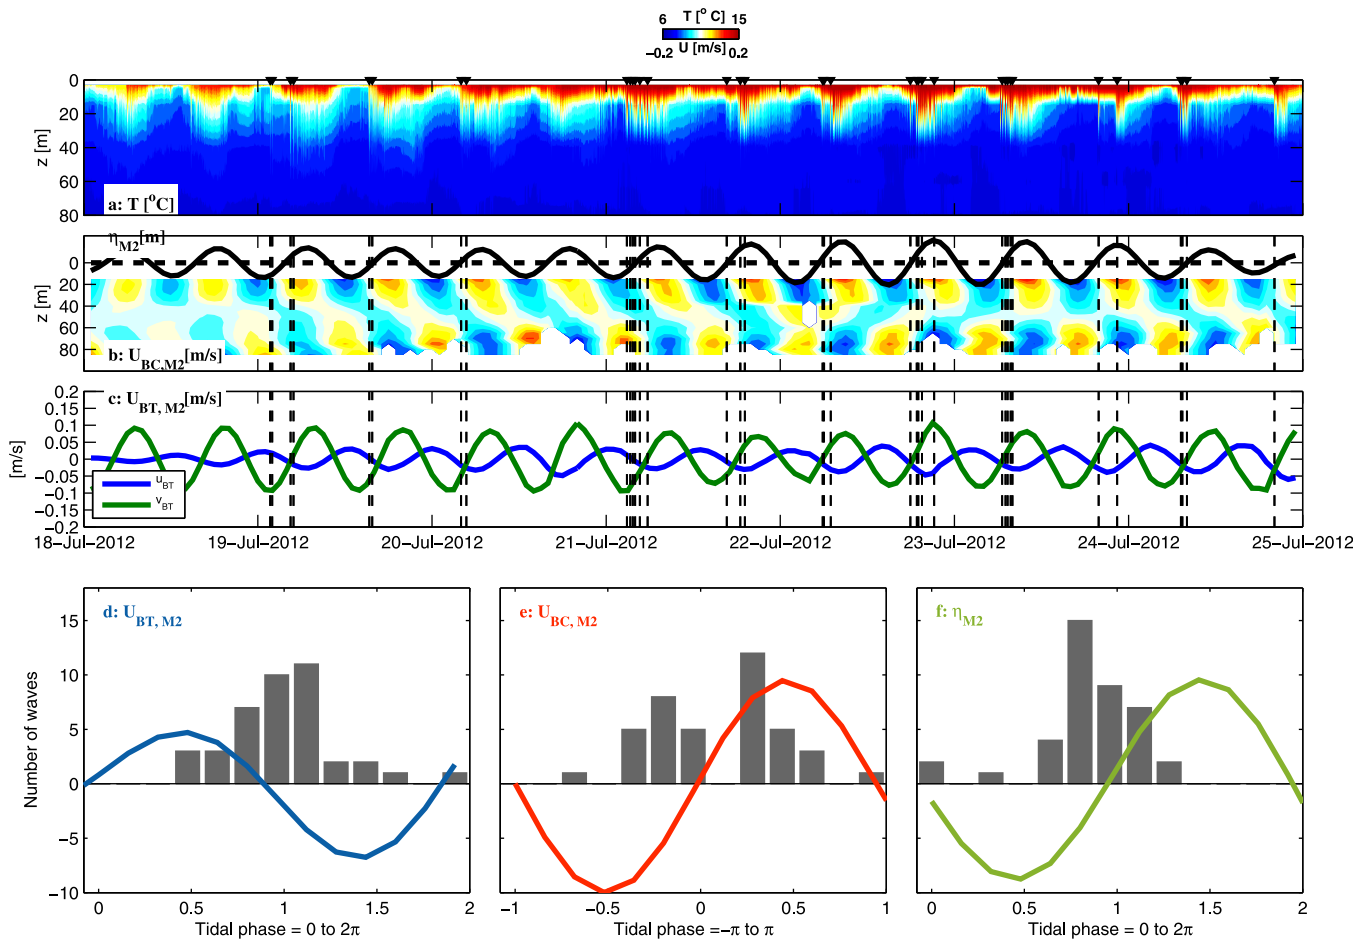 6 T [° C] 15
−0.2 U [m/s] 0.2
0
20
40
60
80
z [m]
a: T [°C]
η_M2[m]
0
20
40
60
80
z [m]
b: U_BC,M2[m/s]
c: U_BT, M2[m/s]
0.2
0.15
0.1
0.05
0
−0.05
−0.1
−0.15
−0.2
[m/s]
u_BT
v_BT
18−Jul−2012 19−Jul−2012 20−Jul−2012 21−Jul−2012 22−Jul−2012 23−Jul−2012 24−Jul−2012 25−Jul−2012
d: U_BT, M2
15
10
5
0
−5
−10
Number of waves
0 0.5 1 1.5 2
Tidal phase = 0 to 2π
e: U_BC, M2
−1 −0.5 0 0.5 1
Tidal phase =−π to π
f: η_M2
0 0.5 1 1.5 2
Tidal phase = 0 to 2π